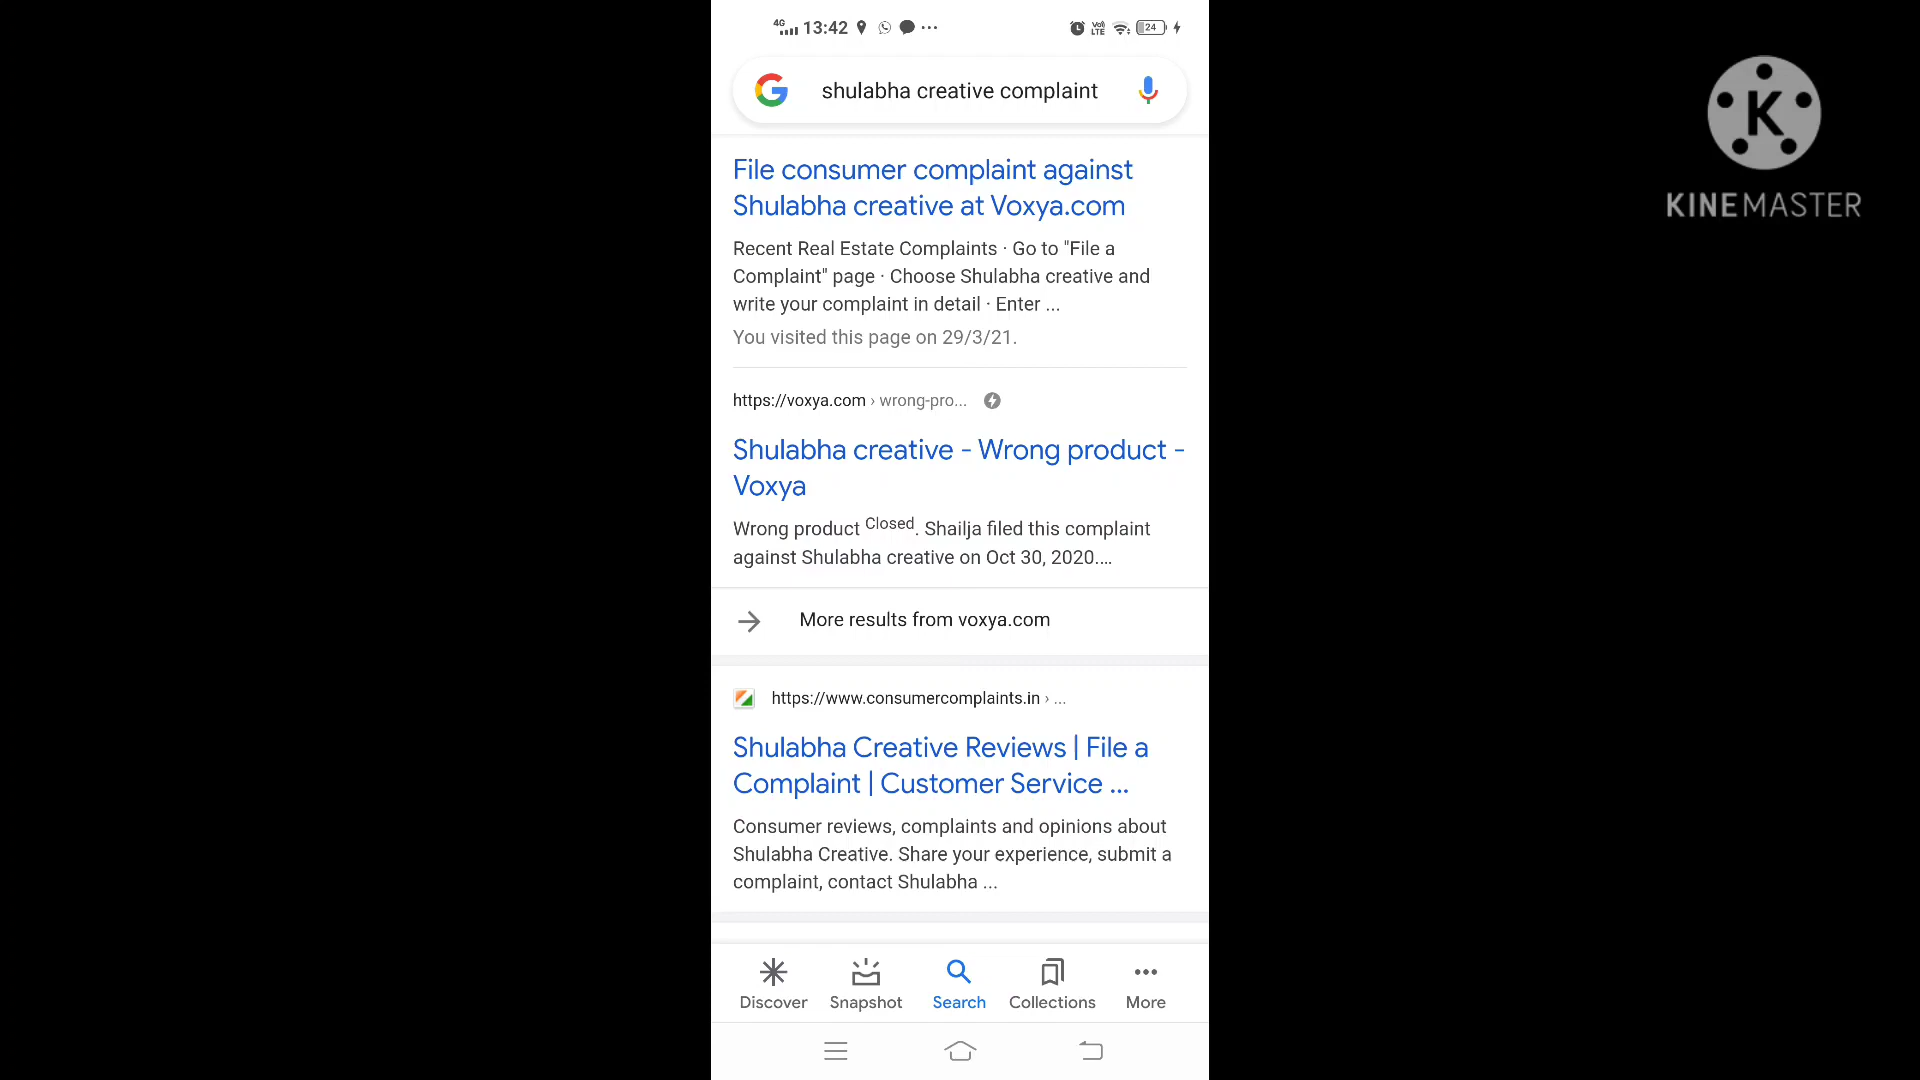 4G 13:42 Vo) LTE 24
shulabha creative complaint
KINEMASTER
File consumer complaint against
Shulabha creative at Voxya.com
Recent Real Estate Complaints · Go to "File a
Complaint" page · Choose Shulabha creative and
write your complaint in detail · Enter ...
You visited this page on 29/3/21.
https://voxya.com › wrong-pro...
Shulabha creative - Wrong product -
Voxya
Wrong product Closed. Shailja filed this complaint
against Shulabha creative on Oct 30, 2020....
More results from voxya.com
https://www.consumercomplaints.in › ...
Shulabha Creative Reviews | File a
Complaint | Customer Service ...
Consumer reviews, complaints and opinions about
Shulabha Creative. Share your experience, submit a
complaint, contact Shulabha ...
Discover Snapshot Search Collections More